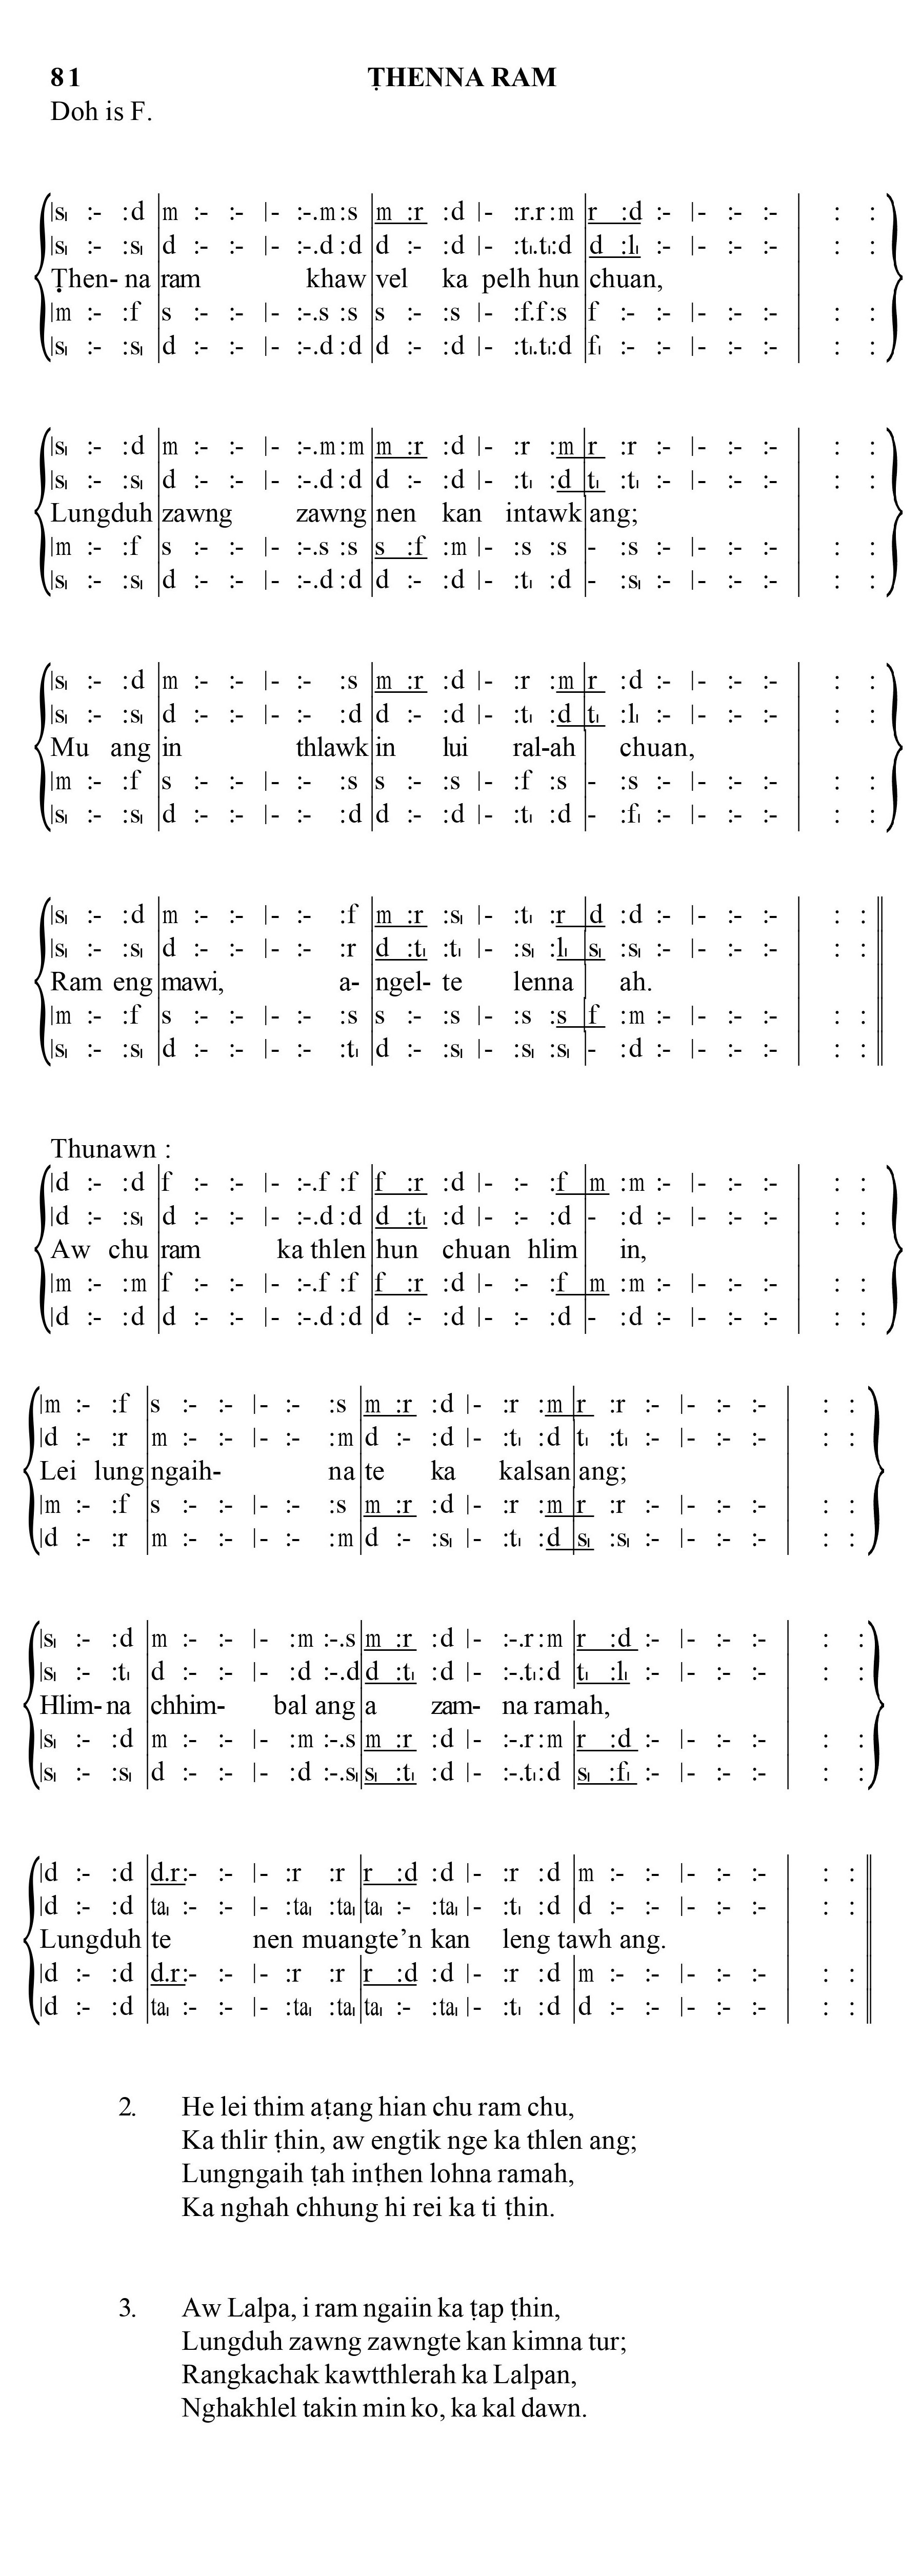 81 ṬHENNA RAM
Doh is F.
|s₁ :- :d |m :- :- |- :-.m:s |m :r :d |- :r.r:m |r :d :- |- :- :- | : :
|s₁ :- :s₁ |d :- :- |- :-.d:d |d :- :d |- :t₁.t₁:d |d :l₁ :- |- :- :- | : :
Ṭhen- na ram khaw vel ka pelh hun chuan,
|m :- :f |s :- :- |- :-.s :s |s :- :s |- :f.f:s |f :- :- |- :- :- | : :
|s₁ :- :s₁ |d :- :- |- :-.d:d |d :- :d |- :t₁.t₁:d |f₁ :- :- |- :- :- | : :
|s₁ :- :d |m :- :- |- :-.m:m |m :r :d |- :r :m |r :r :- |- :- :- | : :
|s₁ :- :s₁ |d :- :- |- :-.d:d |d :- :d |- :t₁ :d |t₁ :t₁ :- |- :- :- | : :
Lungduh zawng zawng nen kan intawk ang;
|m :- :f |s :- :- |- :-.s :s |s :f :m |- :s :s |- :s :- |- :- :- | : :
|s₁ :- :s₁ |d :- :- |- :-.d:d |d :- :d |- :t₁ :d |- :s₁ :- |- :- :- | : :
|s₁ :- :d |m :- :- |- :- :s |m :r :d |- :r :m |r :d :- |- :- :- | : :
|s₁ :- :s₁ |d :- :- |- :- :d |d :- :d |- :t₁ :d |t₁ :l₁ :- |- :- :- | : :
Mu ang in thlawk in lui ral-ah chuan,
|m :- :f |s :- :- |- :- :s |s :- :s |- :f :s |- :s :- |- :- :- | : :
|s₁ :- :s₁ |d :- :- |- :- :d |d :- :d |- :t₁ :d |- :f₁ :- |- :- :- | : :
|s₁ :- :d |m :- :- |- :- :f |m :r :s₁ |- :t₁ :r |d :d :- |- :- :- | : : ||
|s₁ :- :s₁ |d :- :- |- :- :r |d :t₁ :t₁ |- :s₁ :l₁ |s₁ :s₁ :- |- :- :- | : : ||
Ram eng mawi, a- ngel- te lenna ah.
|m :- :f |s :- :- |- :- :s |s :- :s |- :s :s |f :m :- |- :- :- | : : ||
|s₁ :- :s₁ |d :- :- |- :- :t₁ |d :- :s₁ |- :s₁ :s₁ |- :d :- |- :- :- | : : ||
Thunawn :
|d :- :d |f :- :- |- :-.f :f |f :r :d |- :- :f |m :m :- |- :- :- | : :
|d :- :s₁ |d :- :- |- :-.d:d |d :t₁ :d |- :- :d |- :d :- |- :- :- | : :
Aw chu ram ka thlen hun chuan hlim in,
|m :- :m |f :- :- |- :-.f :f |f :r :d |- :- :f |m :m :- |- :- :- | : :
|d :- :d |d :- :- |- :-.d:d |d :- :d |- :- :d |- :d :- |- :- :- | : :
|m :- :f |s :- :- |- :- :s |m :r :d |- :r :m |r :r :- |- :- :- | : :
|d :- :r |m :- :- |- :- :m |d :- :d |- :t₁ :d |t₁ :t₁ :- |- :- :- | : :
Lei lung ngaih- na te ka kalsan ang;
|m :- :f |s :- :- |- :- :s |m :r :d |- :r :m |r :r :- |- :- :- | : :
|d :- :r |m :- :- |- :- :m |d :- :s₁ |- :t₁ :d |s₁ :s₁ :- |- :- :- | : :
|s₁ :- :d |m :- :- |- :m :-.s |m :r :d |- :-.r:m |r :d :- |- :- :- | : :
|s₁ :- :t₁ |d :- :- |- :d :-.d |d :t₁ :d |- :-.t₁:d |t₁ :l₁ :- |- :- :- | : :
Hlim- na chhim- bal ang a zam- na ramah,
|s₁ :- :d |m :- :- |- :m :-.s |m :r :d |- :-.r:m |r :d :- |- :- :- | : :
|s₁ :- :s₁ |d :- :- |- :d :-.s₁ |s₁ :t₁ :d |- :-.t₁:d |s₁ :f₁ :- |- :- :- | : :
|d :- :d |d.r:- :- |- :r :r |r :d :d |- :r :d |m :- :- |- :- :- | : : ||
|d :- :d |ta₁ :- :- |- :ta₁ :ta₁ |ta₁ :- :ta₁ |- :t₁ :d |d :- :- |- :- :- | : : ||
Lungduh te nen muangte’n kan leng tawh ang.
|d :- :d |d.r:- :- |- :r :r |r :d :d |- :r :d |m :- :- |- :- :- | : : ||
|d :- :d |ta₁ :- :- |- :ta₁ :ta₁ |ta₁ :- :ta₁ |- :t₁ :d |d :- :- |- :- :- | : : ||
2. He lei thim aṭang hian chu ram chu,
Ka thlir ṭhin, aw engtik nge ka thlen ang;
Lungngaih ṭah inṭhen lohna ramah,
Ka nghah chhung hi rei ka ti ṭhin.
3. Aw Lalpa, i ram ngaiin ka ṭap ṭhin,
Lungduh zawng zawngte kan kimna tur;
Rangkachak kawtthlerah ka Lalpan,
Nghakhlel takin min ko, ka kal dawn.